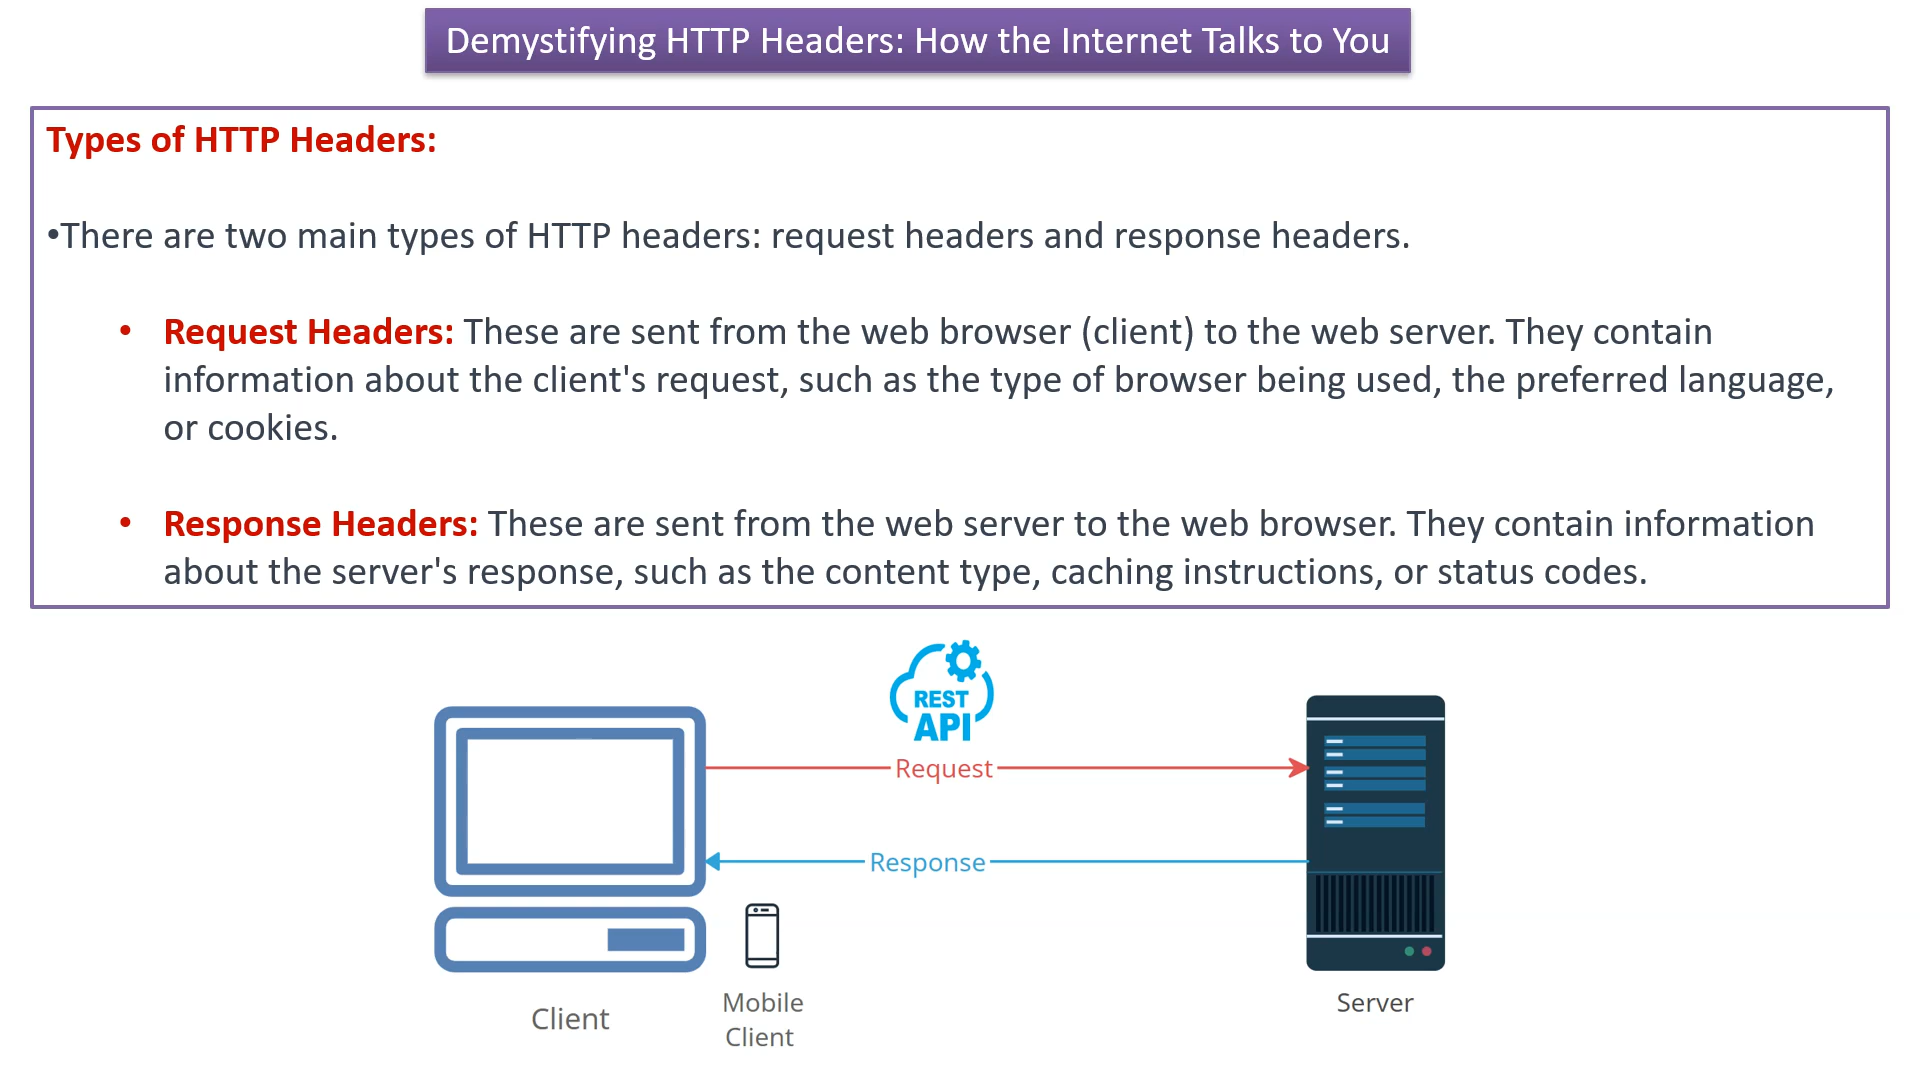 Demystifying HTTP Headers: How the Internet Talks to You
Types of HTTP Headers:
•There are two main types of HTTP headers: request headers and response headers.
• Request Headers: These are sent from the web browser (client) to the web server. They contain
information about the client's request, such as the type of browser being used, the preferred language,
or cookies.
• Response Headers: These are sent from the web server to the web browser. They contain information
about the server's response, such as the content type, caching instructions, or status codes.
REST
API
Request
Response
Client
Mobile
Client
Server